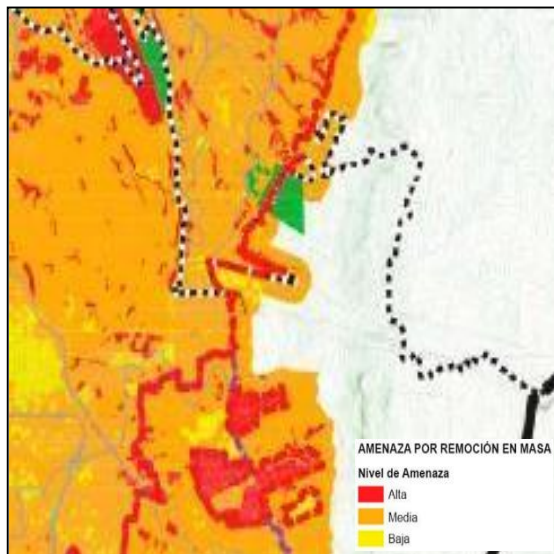 AMENAZA POR REMOCIÓN EN MASA
Nivel de Amenaza
Alta
Media
Baja